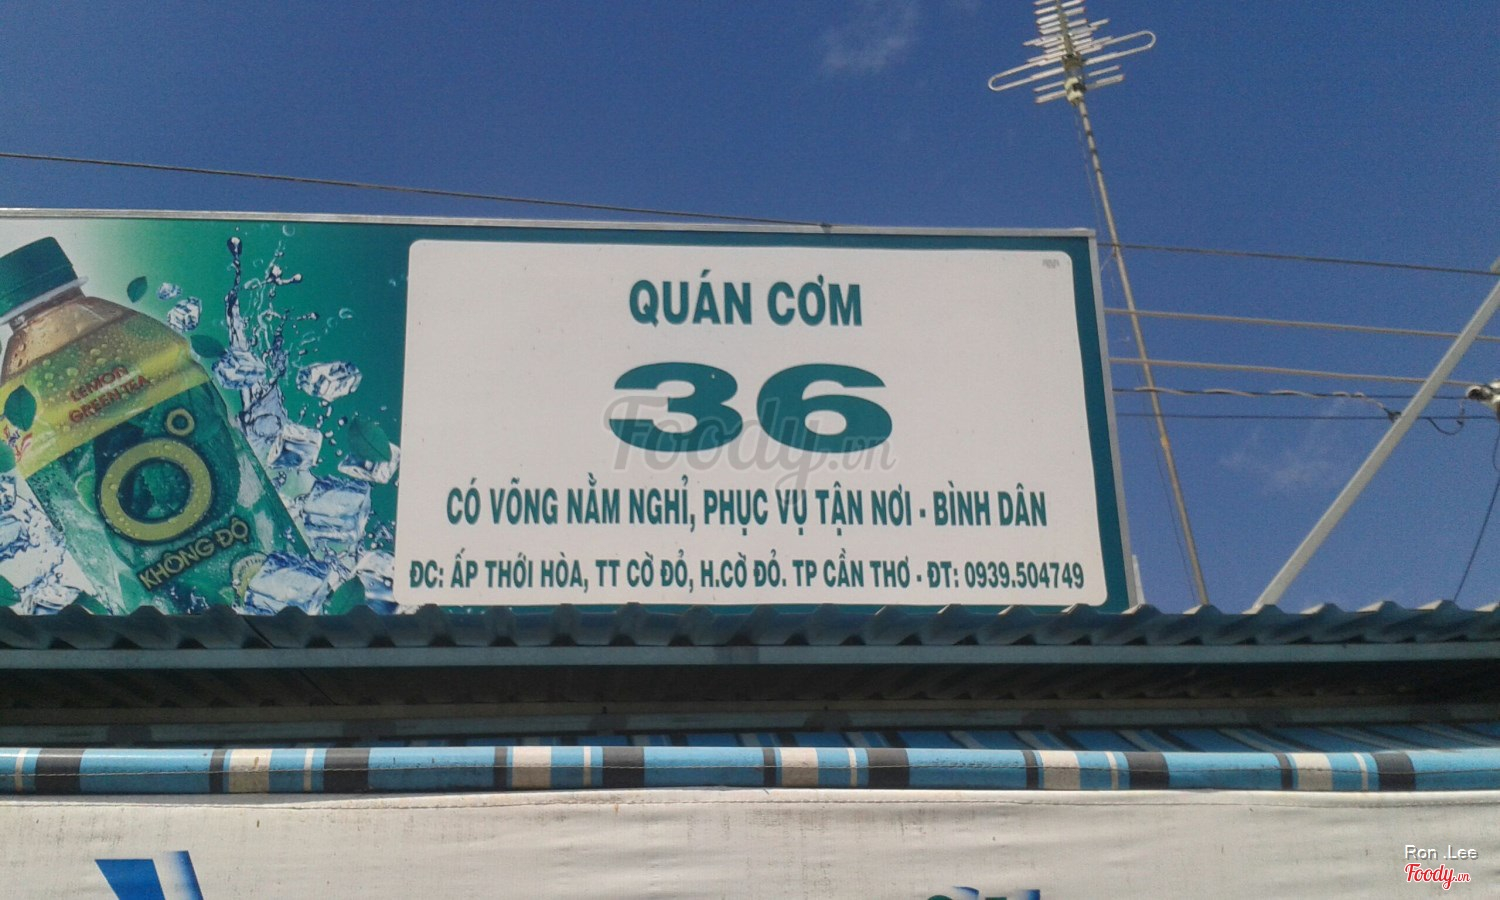 QUÁN CƠM
36
CÓ VÕNG NẰM NGHỈ, PHỤC VỤ TẬN NƠI - BÌNH DÂN
ĐC: ẤP THỚI HÒA, TT CỜ ĐỎ, H.CỜ ĐỎ. TP CẦN THƠ - ĐT: 0939.504749
LEMON
GREEN TEA
0°
KHÔNG ĐỘ
Foody.vn
Ron .Lee
Foody.vn